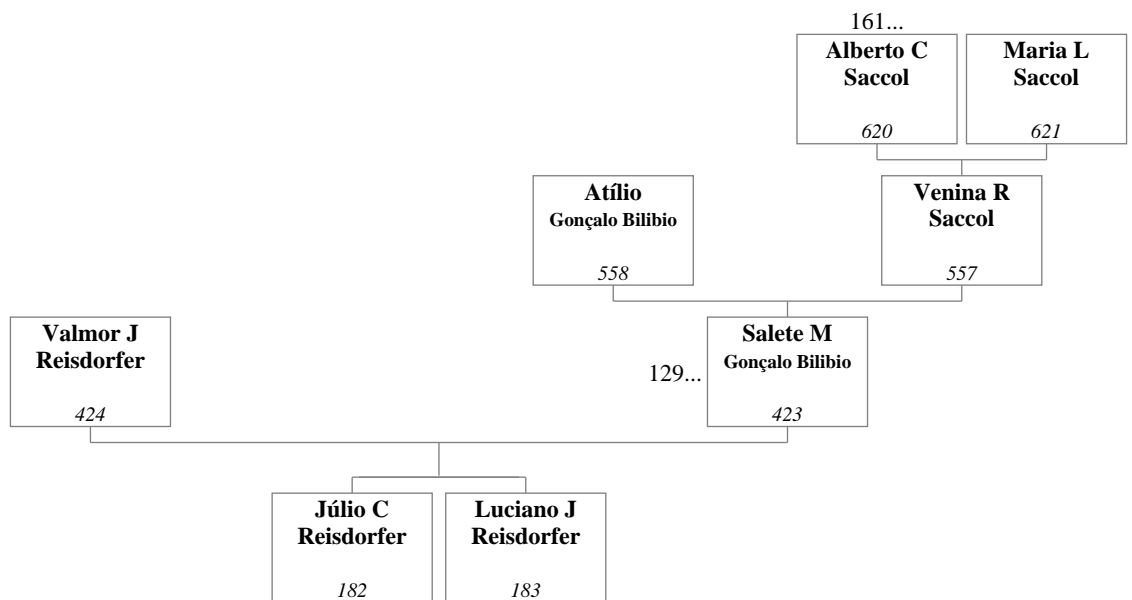 161...
Alberto C
Saccol
620
Maria L
Saccol
621
Atílio
Gonçalo Bilibio
558
Venina R
Saccol
557
Valmor J
Reisdorfer
424
129...
Salete M
Gonçalo Bilibio
423
Júlio C
Reisdorfer
182
Luciano J
Reisdorfer
183